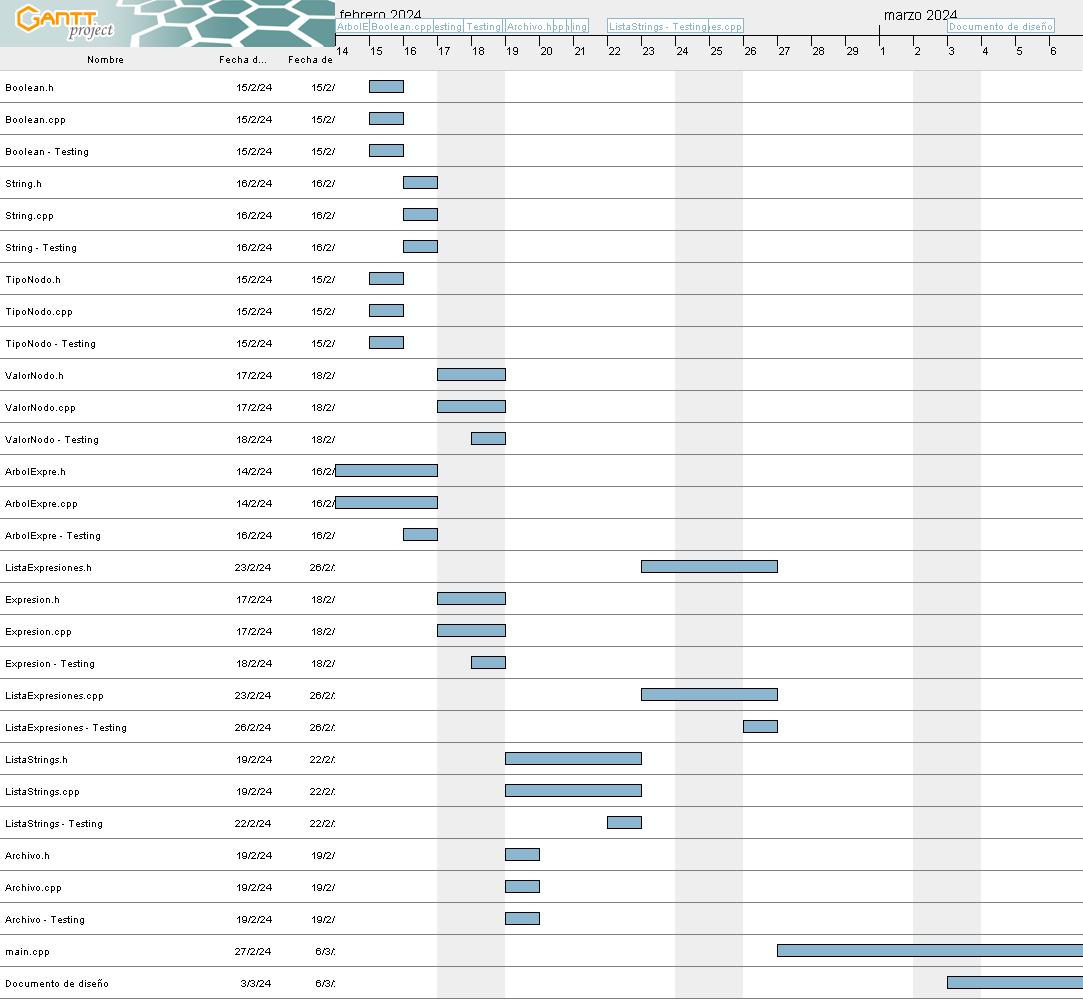 GANTT
project
febrero 2024
marzo 2024
ArbolE Boolean.cpp esting Testing Archivo.h pp h ing ListaStrings - Testing es.cpp Documento de diseño
14 15 16 17 18 19 20 21 22 23 24 25 26 27 28 29 1 2 3 4 5 6
Nombre Fecha d... Fecha de
Boolean.h 15/2/24 15/2/
Boolean.cpp 15/2/24 15/2/
Boolean - Testing 15/2/24 15/2/
String.h 16/2/24 16/2/
String.cpp 16/2/24 16/2/
String - Testing 16/2/24 16/2/
TipoNodo.h 15/2/24 15/2/
TipoNodo.cpp 15/2/24 15/2/
TipoNodo - Testing 15/2/24 15/2/
ValorNodo.h 17/2/24 18/2/
ValorNodo.cpp 17/2/24 18/2/
ValorNodo - Testing 18/2/24 18/2/
ArbolExpre.h 14/2/24 16/2/
ArbolExpre.cpp 14/2/24 16/2/
ArbolExpre - Testing 16/2/24 16/2/
ListaExpresiones.h 23/2/24 26/2/
Expresion.h 17/2/24 18/2/
Expresion.cpp 17/2/24 18/2/
Expresion - Testing 18/2/24 18/2/
ListaExpresiones.cpp 23/2/24 26/2/
ListaExpresiones - Testing 26/2/24 26/2/
ListaStrings.h 19/2/24 22/2/
ListaStrings.cpp 19/2/24 22/2/
ListaStrings - Testing 22/2/24 22/2/
Archivo.h 19/2/24 19/2/
Archivo.cpp 19/2/24 19/2/
Archivo - Testing 19/2/24 19/2/
main.cpp 27/2/24 6/3/
Documento de diseño 3/3/24 6/3/